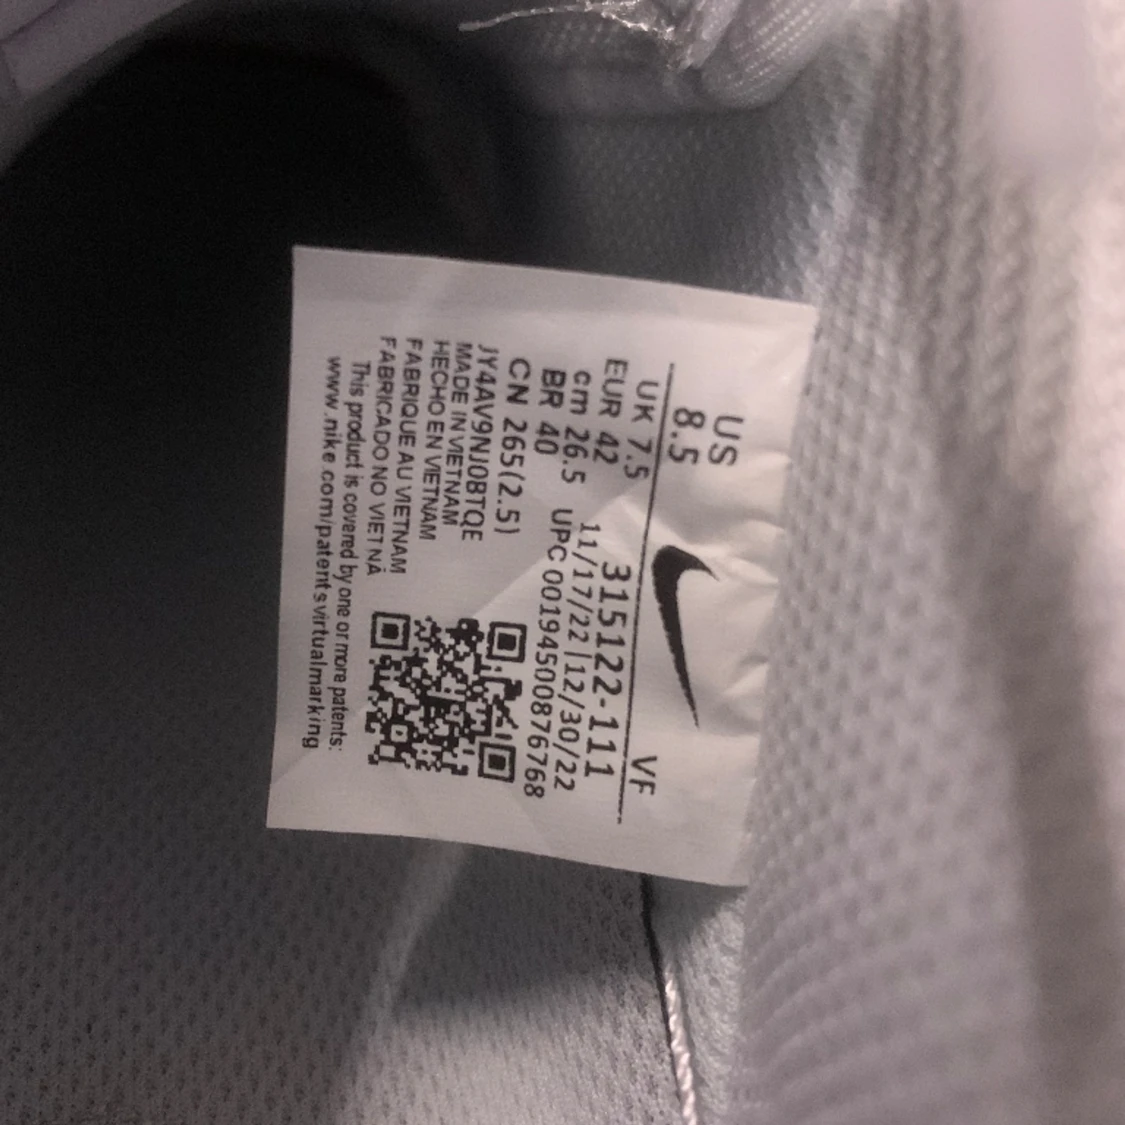 US
8.5
VF
UK 7.5
EUR 42
cm 26.5
BR 40
CN 265(2.5)
315122-111
11/17/22|12/30/22
UPC 00194500876768
JY4AV9NJ0BTQE
MADE IN VIETNAM
HECHO EN VIETNAM
FABRIQUE AU VIETNAM
FABRICADO NO VIETNÃ
This product is covered by one or more patents:
www.nike.com/patentsvirtualmarking